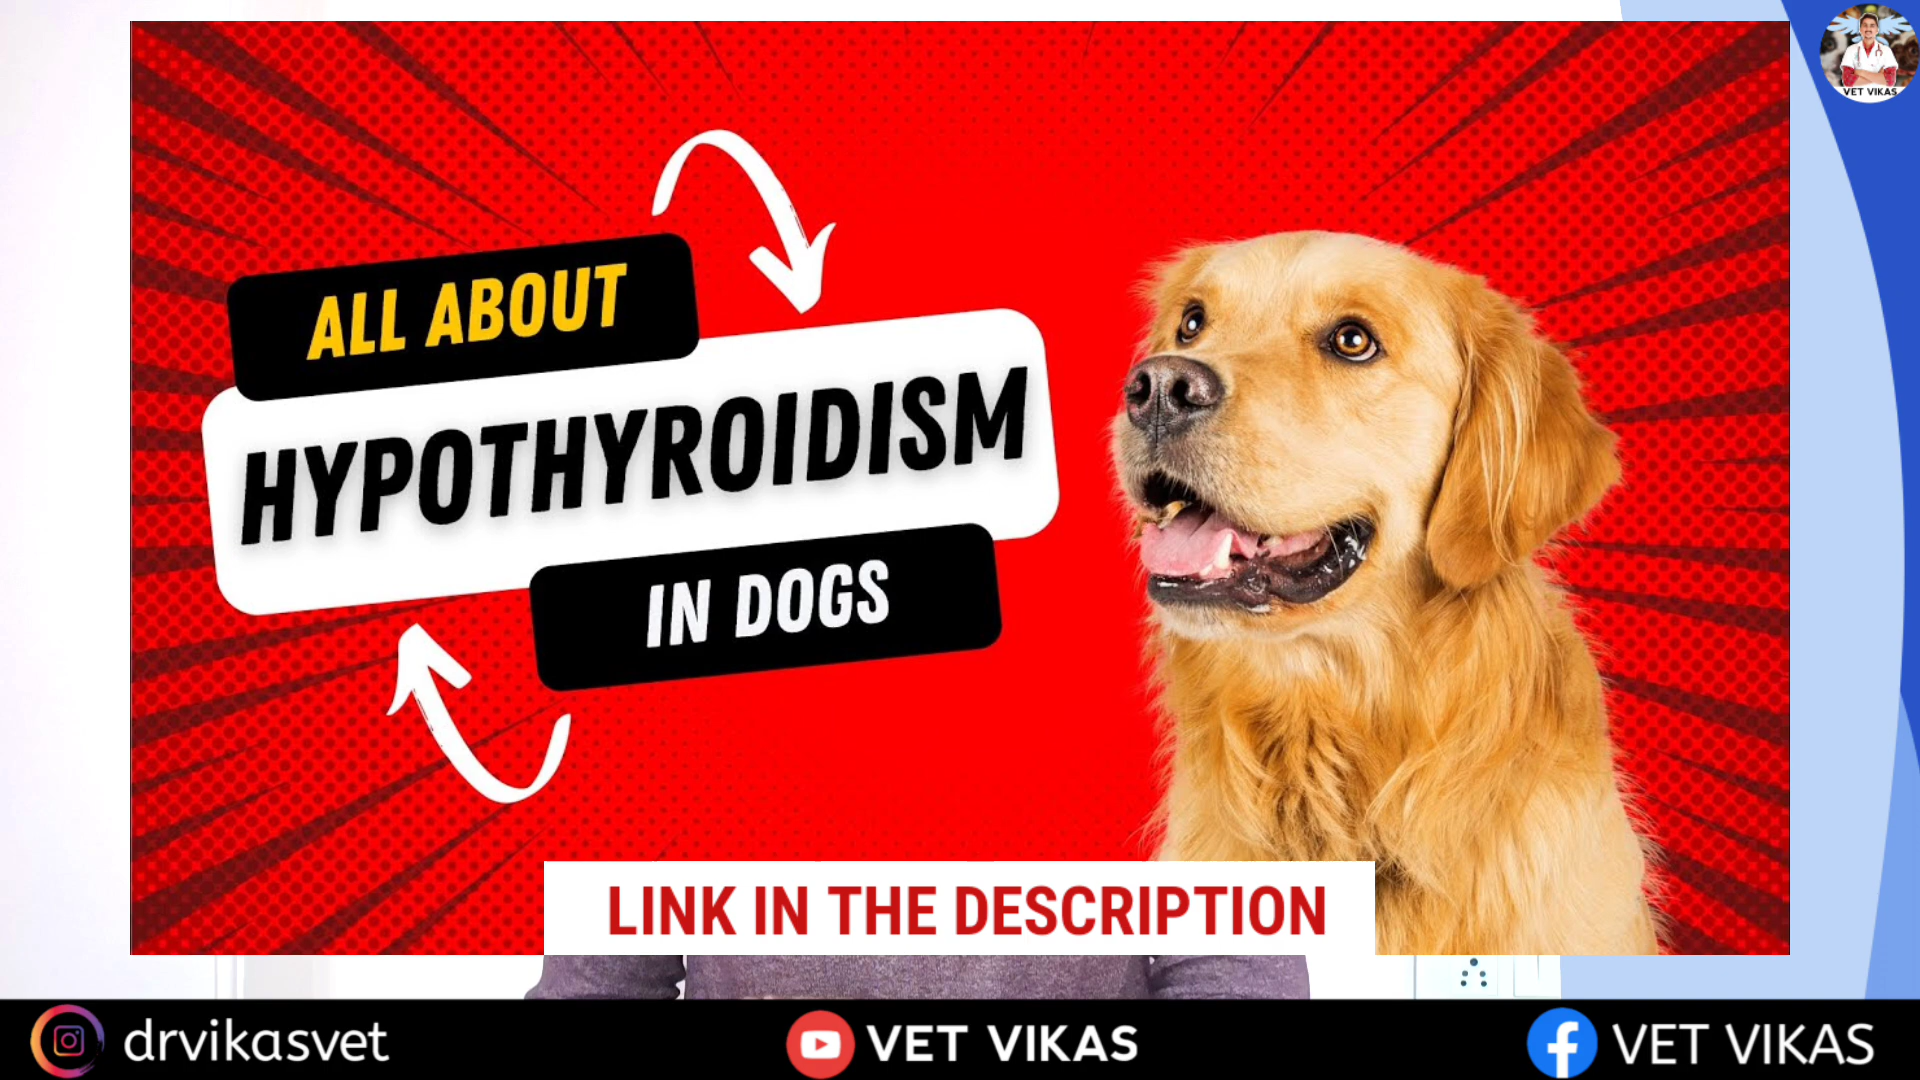 VET VIKAS
ALL ABOUT
HYPOTHYROIDISM
IN DOGS
LINK IN THE DESCRIPTION
drvikasvet
VET VIKAS
VET VIKAS